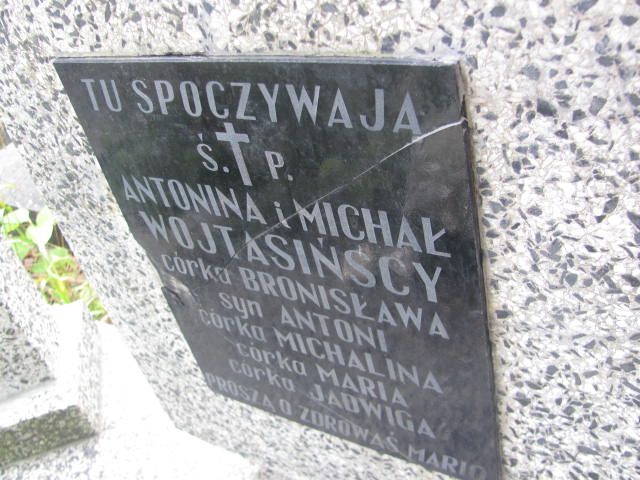 TU SPOCZYWAJĄ
Ś. P.
ANTONINA i MICHAŁ
WOJTASIŃSCY
córka BRONISŁAWA
syn ANTONI
córka MICHALINA
córka MARIA
córka JADWIGA
PROSZĄ O ZDROWAŚ MARIO